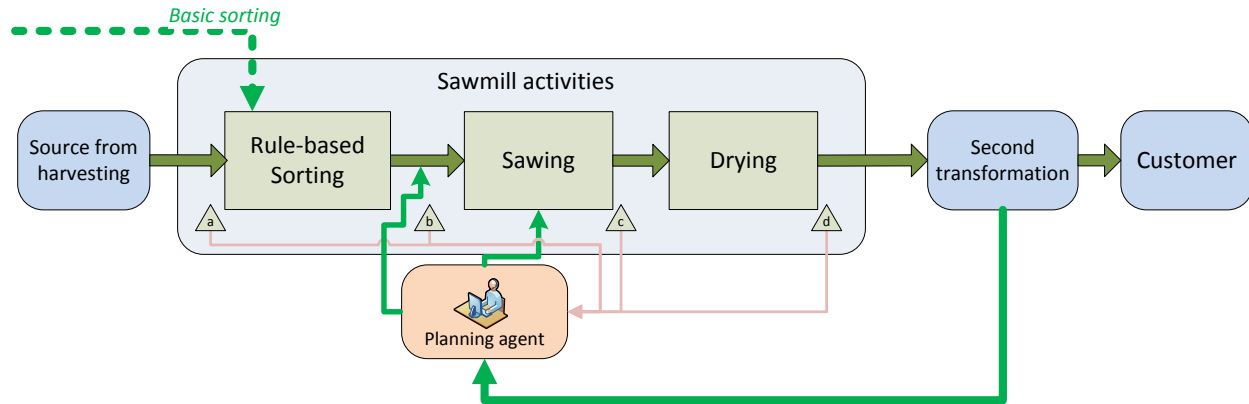 Basic sorting
Sawmill activities
Source from
harvesting
Rule-based
Sorting
Sawing
Drying
Second
transformation
Customer
a
b
c
d
Planning agent